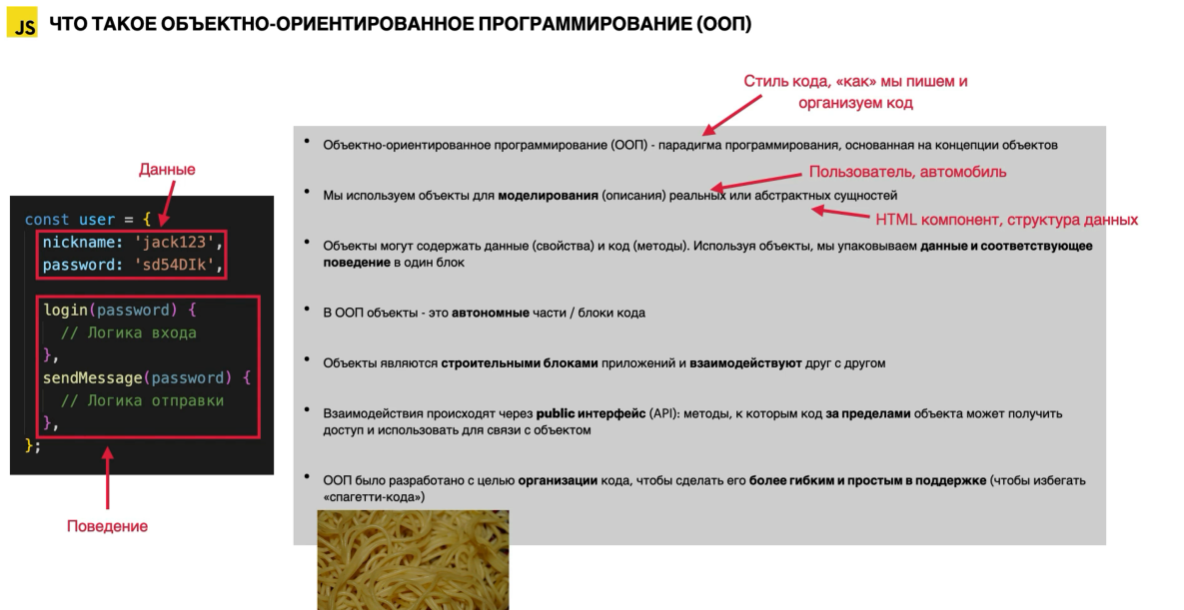 JS ЧТО ТАКОЕ ОБЪЕКТНО-ОРИЕНТИРОВАННОЕ ПРОГРАММИРОВАНИЕ (ООП)
Стиль кода, «как» мы пишем и
организуем код
• Объектно-ориентированное программирование (ООП) - парадигма программирования, основанная на концепции объектов
Пользователь, автомобиль
• Мы используем объекты для моделирования (описания) реальных или абстрактных сущностей
HTML компонент, структура данных
• Объекты могут содержать данные (свойства) и код (методы). Используя объекты, мы упаковываем данные и соответствующее
поведение в один блок
• В ООП объекты - это автономные части / блоки кода
• Объекты являются строительными блоками приложений и взаимодействуют друг с другом
• Взаимодействия происходят через public интерфейс (API): методы, к которым код за пределами объекта может получить
доступ и использовать для связи с объектом
• ООП было разработано с целью организации кода, чтобы сделать его более гибким и простым в поддержке (чтобы избегать
«спагетти-кода»)
Данные
const user = {
nickname: 'jack123',
password: 'sd54DIk',
login(password) {
// Логика входа
},
sendMessage(password) {
// Логика отправки
},
};
Поведение